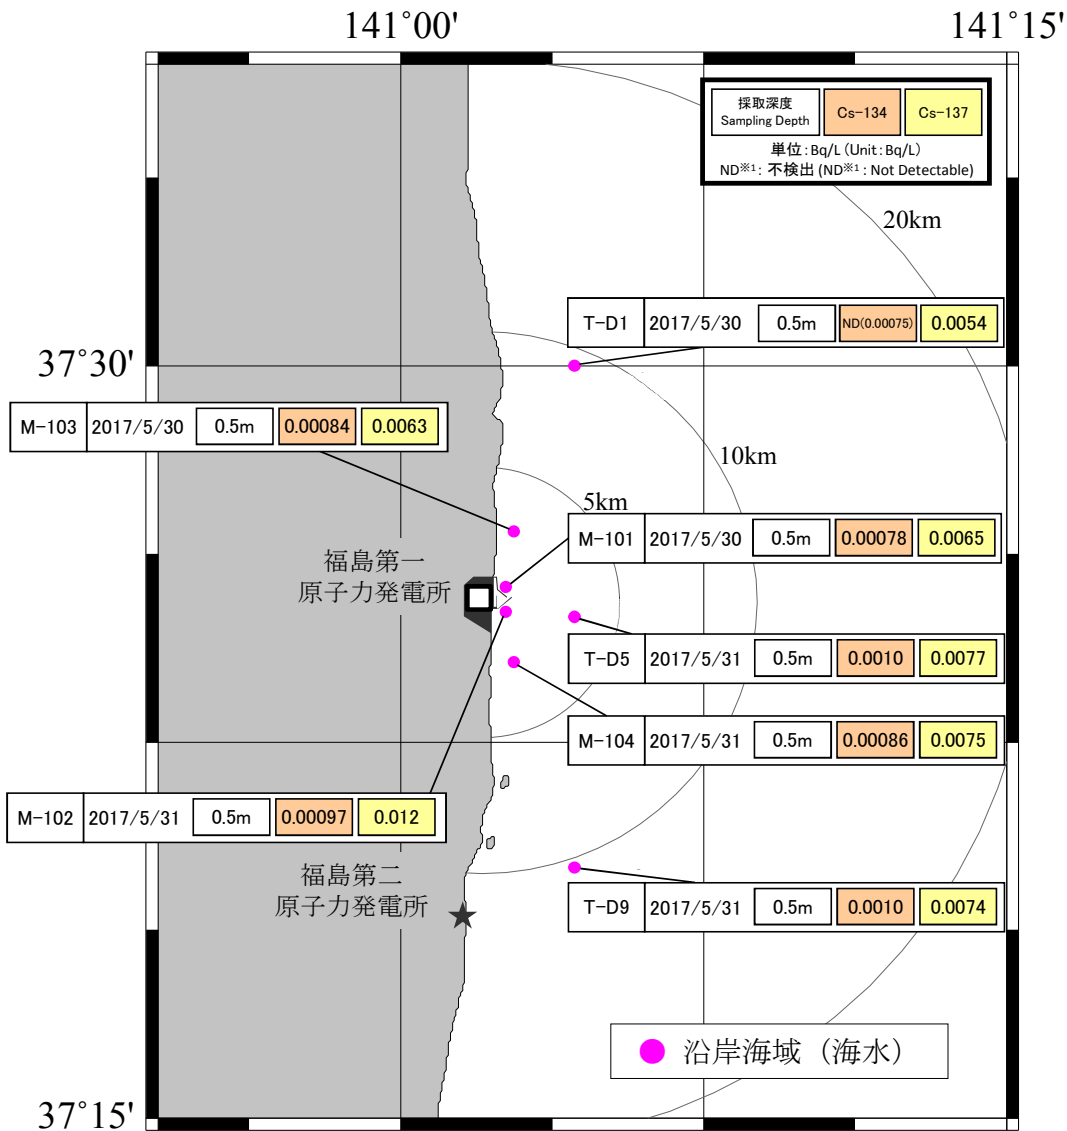 141°00'
141°15'
採取深度
Sampling Depth
Cs-134
Cs-137
単位：Bq/L（Unit：Bq/L）
ND※1：不検出 (ND※1：Not Detectable)
20km
T-D1 2017/5/30 0.5m ND(0.00075) 0.0054
37°30'
M-103 2017/5/30 0.5m 0.00084 0.0063
10km
5km
M-101 2017/5/30 0.5m 0.00078 0.0065
福島第一
原子力発電所
T-D5 2017/5/31 0.5m 0.0010 0.0077
M-104 2017/5/31 0.5m 0.00086 0.0075
M-102 2017/5/31 0.5m 0.00097 0.012
福島第二
原子力発電所
T-D9 2017/5/31 0.5m 0.0010 0.0074
沿岸海域（海水）
37°15'